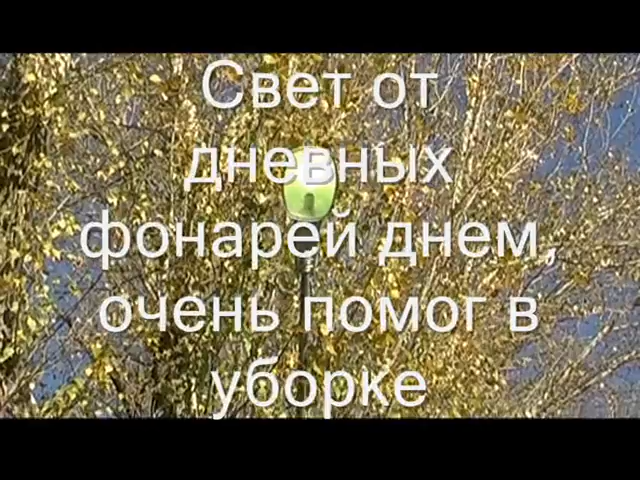 Свет от
дневных
фонарей днем,
очень помог в
уборке